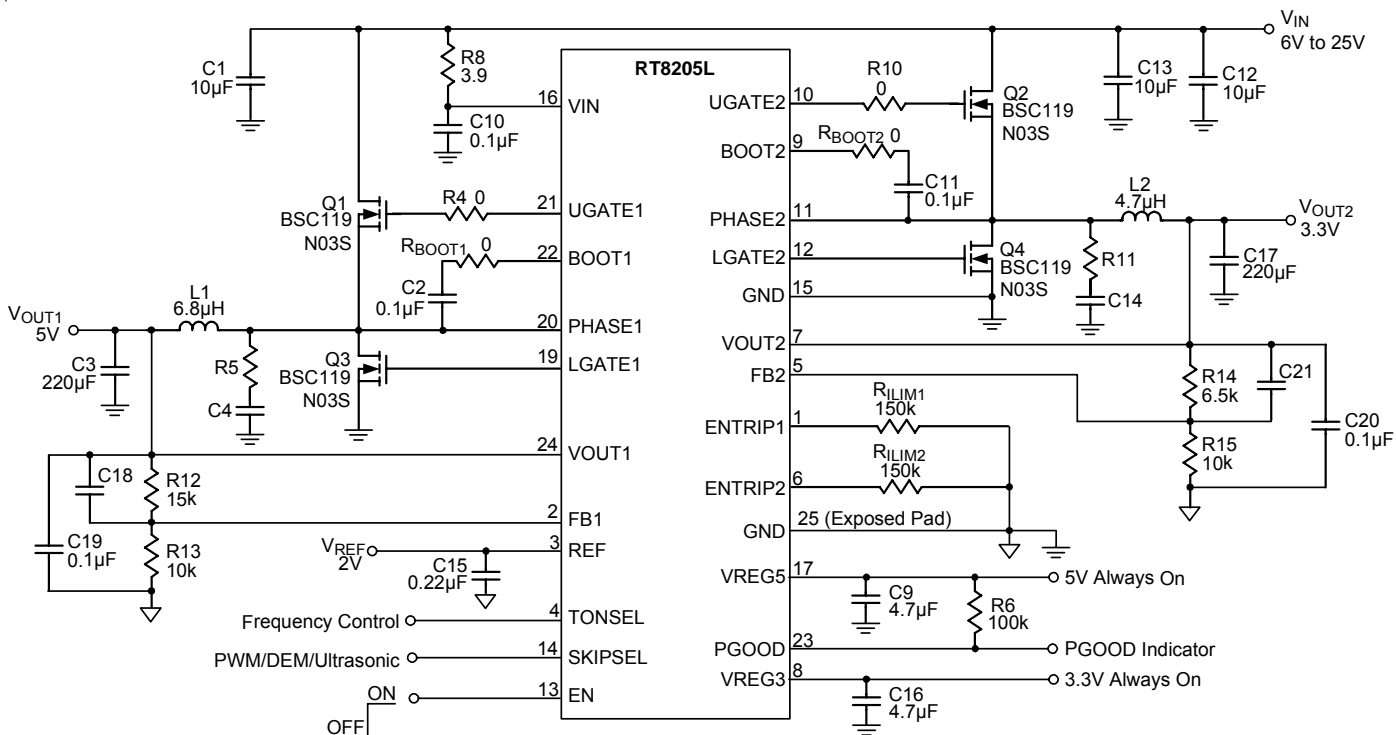 VIN
6V to 25V
C1
10µF
R8
3.9
RT8205L
R10
0
Q2
BSC119
N03S
C13
10µF
C12
10µF
16
VIN
C10
0.1µF
UGATE2
10
BOOT2
9
RBOOT2 0
C11
0.1µF
Q1
BSC119
N03S
R4 0
21
UGATE1
PHASE2
11
L2
4.7µH
VOUT2
3.3V
RBOOT1 0
22
BOOT1
LGATE2
12
Q4
BSC119
N03S
R11
C17
220µF
C2
0.1µF
GND
15
C14
VOUT1
5V
L1
6.8µH
20
PHASE1
C3
220µF
R5
Q3
BSC119
N03S
19
LGATE1
VOUT2
7
FB2
5
R14
6.5k
C21
C4
ENTRIP1
1
RILIM1
150k
C20
0.1µF
24
VOUT1
R15
10k
C18
R12
15k
ENTRIP2
6
RILIM2
150k
2
FB1
GND
25 (Exposed Pad)
C19
0.1µF
R13
10k
VREF
2V
3
REF
C15
0.22µF
VREG5
17
5V Always On
C9
4.7µF
R6
100k
Frequency Control
4
TONSEL
PGOOD
23
PGOOD Indicator
PWM/DEM/Ultrasonic
14
SKIPSEL
VREG3
8
3.3V Always On
ON
OFF
13
EN
C16
4.7µF